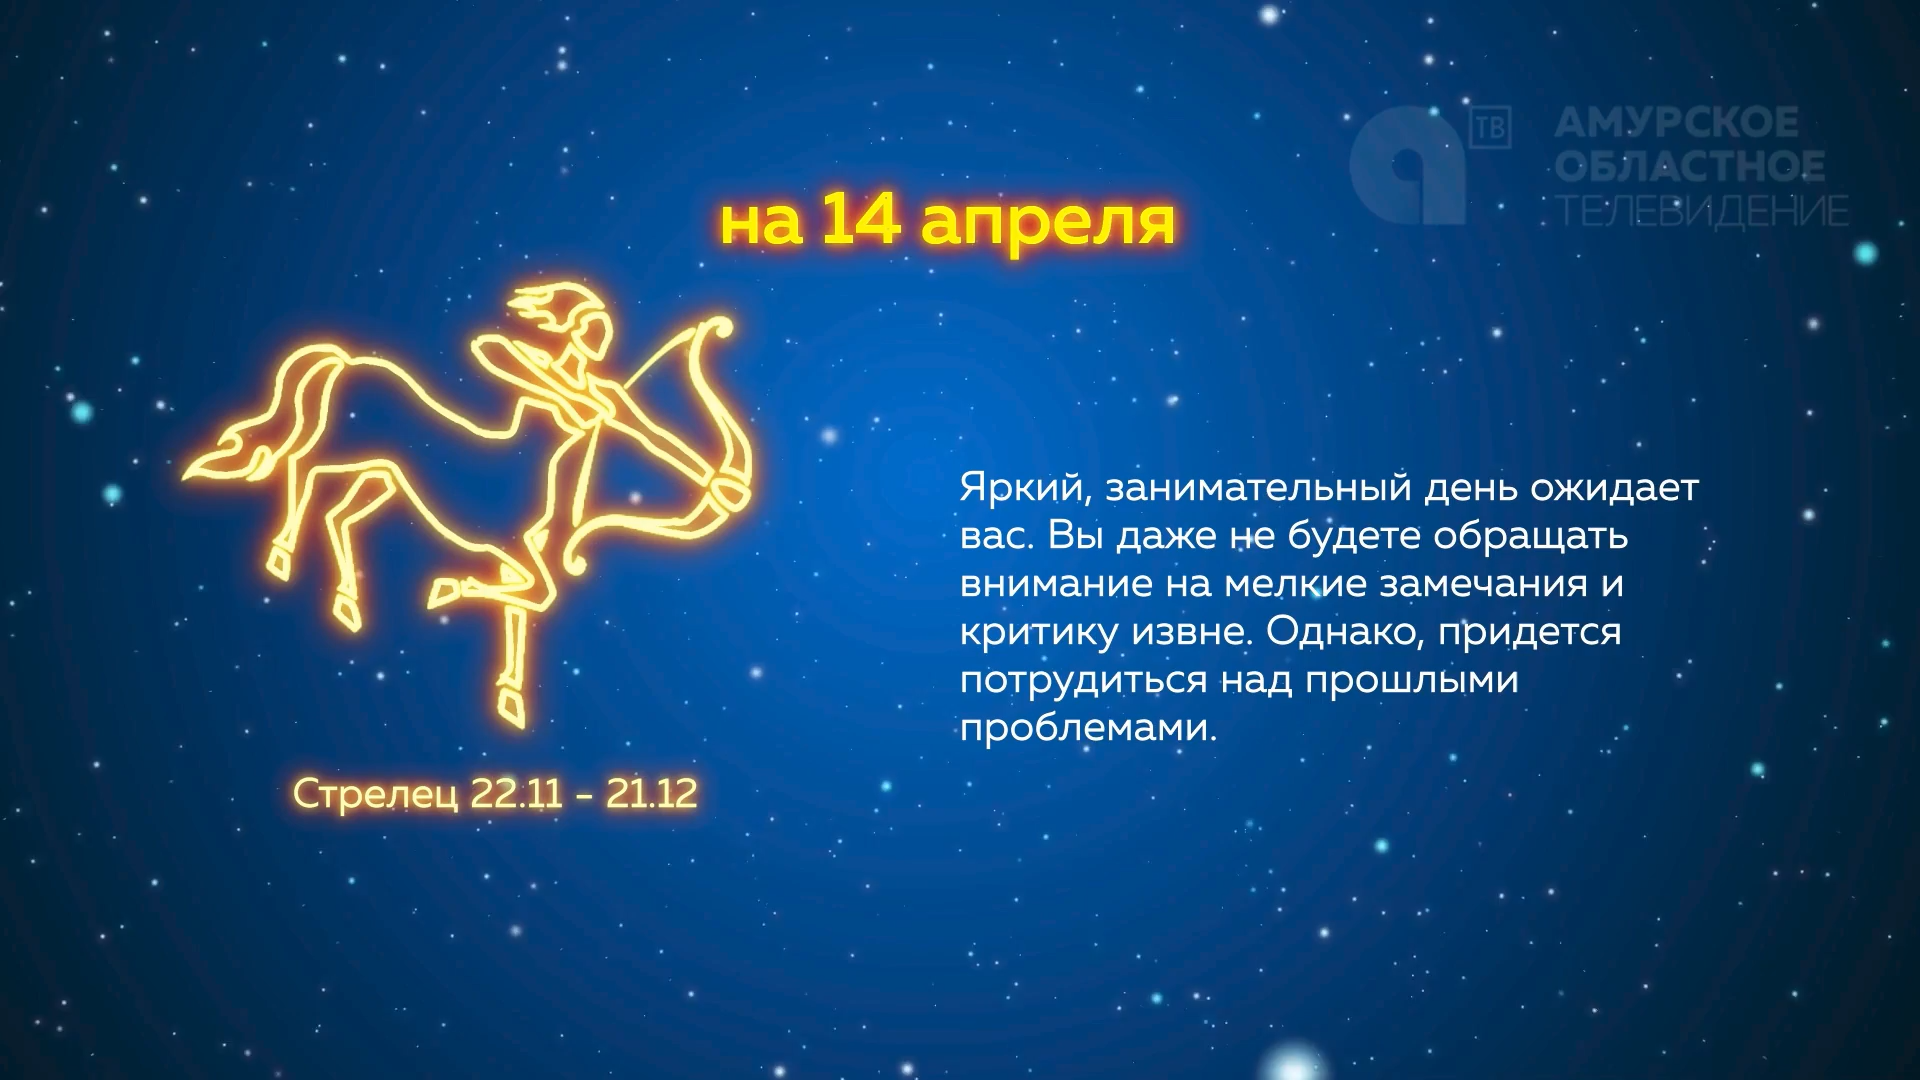 ТВ
АМУРСКОЕ
ОБЛАСТНОЕ
ТЕЛЕВИДЕНИЕ
на 14 апреля
Яркий, занимательный день ожидает
вас. Вы даже не будете обращать
внимание на мелкие замечания и
критику извне. Однако, придется
потрудиться над прошлыми
проблемами.
Стрелец 22.11 - 21.12